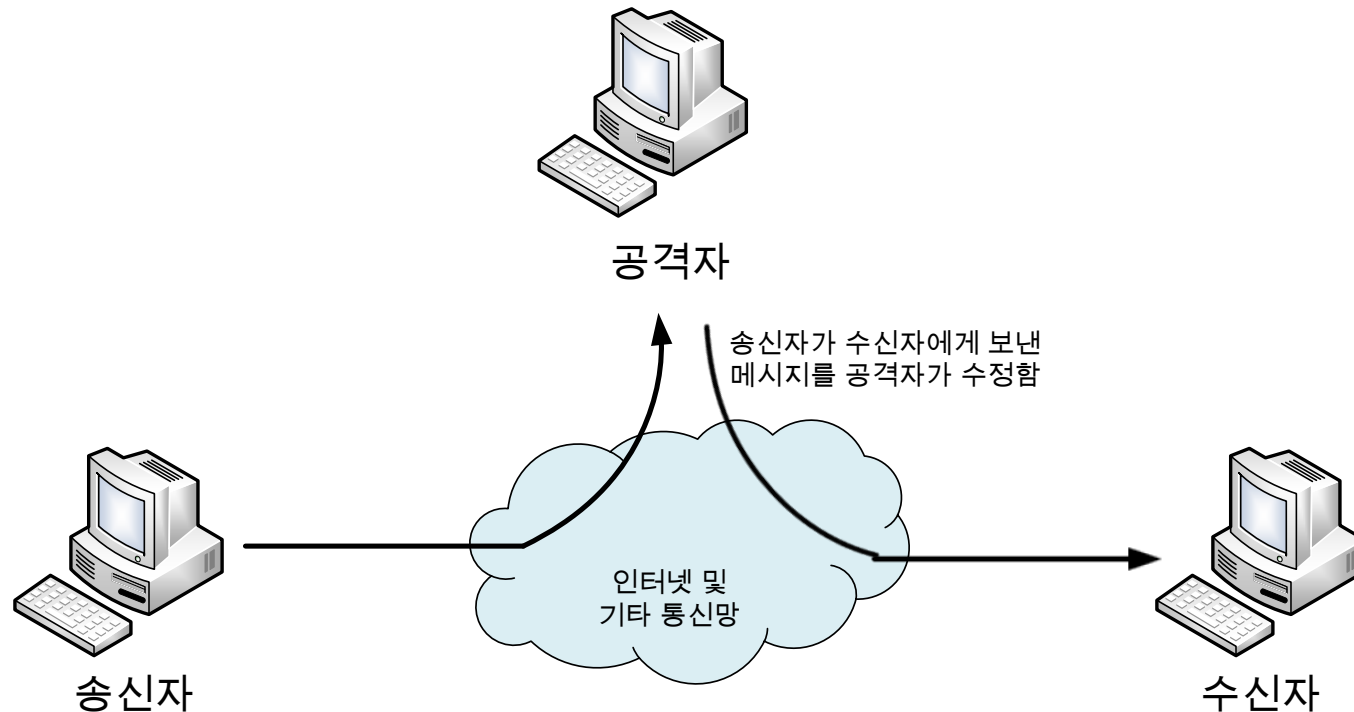 공격자
송신자가 수신자에게 보낸
메시지를 공격자가 수정함
인터넷 및
기타 통신망
송신자
수신자